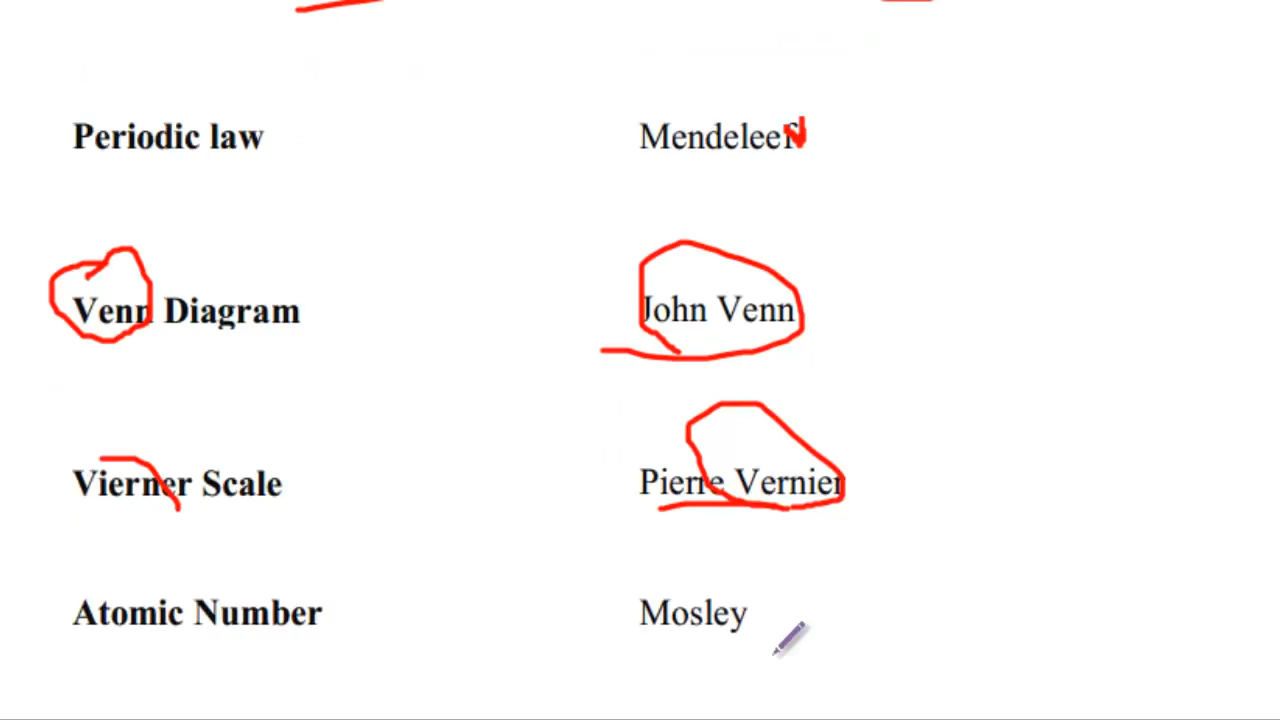 Periodic law Mendeleef
Venn Diagram John Venn
Vierner Scale Pierre Vernier
Atomic Number Mosley